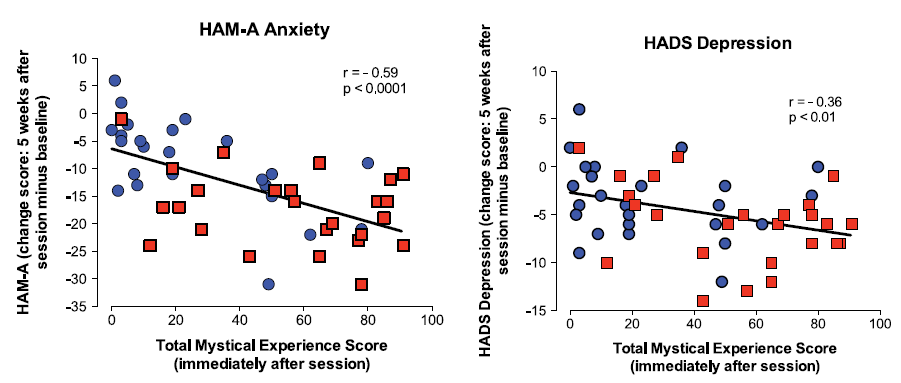 HAM-A Anxiety
r = - 0.59
p < 0.0001
HAM-A (change score: 5 weeks after
session minus baseline)
10
5
0
-5
-10
-15
-20
-25
-30
-35
0
20
40
60
80
100
Total Mystical Experience Score
(immediately after session)
HADS Depression
r = - 0.36
p < 0.01
HADS Depression (change score: 5 weeks after
session minus baseline)
10
5
0
-5
-10
-15
0
20
40
60
80
100
Total Mystical Experience Score
(immediately after session)